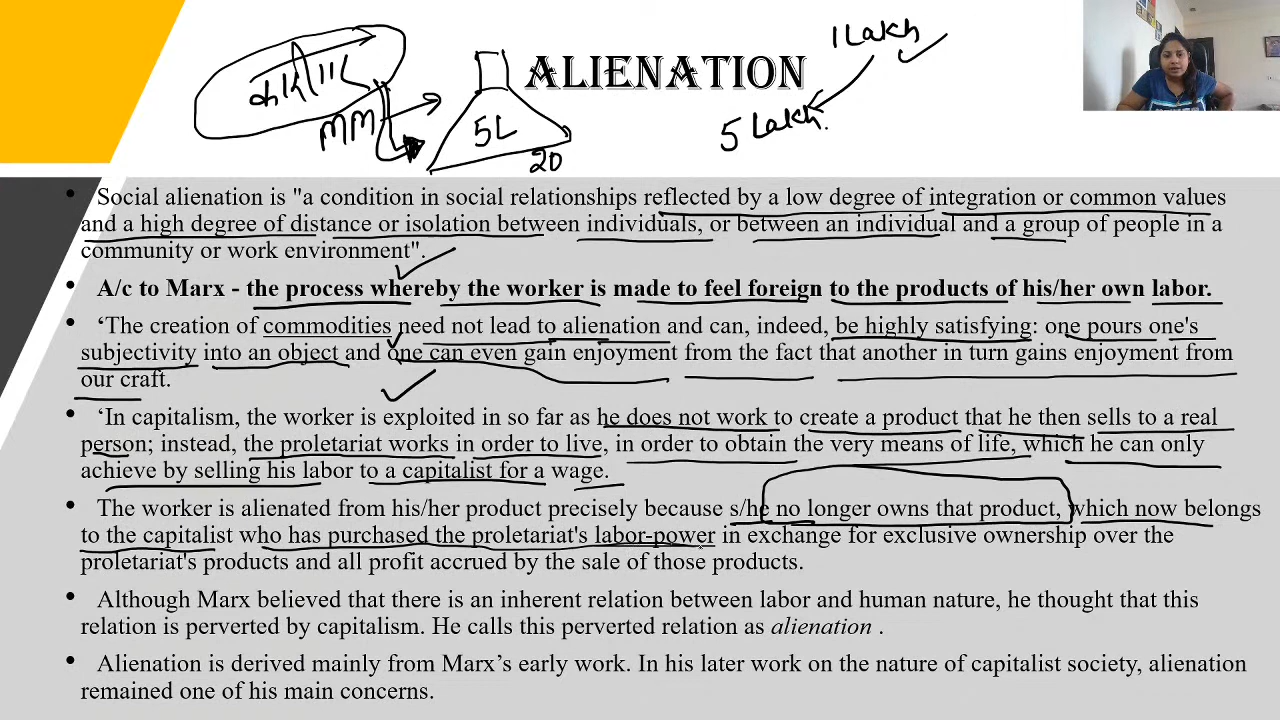 1 Lakh
ALIENATION
कारीगर
MM
5L
20
5 Lakh.
• Social alienation is "a condition in social relationships reflected by a low degree of integration or common values
and a high degree of distance or isolation between individuals, or between an individual and a group of people in a
community or work environment".
• A/c to Marx - the process whereby the worker is made to feel foreign to the products of his/her own labor.
• ‘The creation of commodities need not lead to alienation and can, indeed, be highly satisfying: one pours one's
subjectivity into an object and one can even gain enjoyment from the fact that another in turn gains enjoyment from
our craft.
• ‘In capitalism, the worker is exploited in so far as he does not work to create a product that he then sells to a real
person; instead, the proletariat works in order to live, in order to obtain the very means of life, which he can only
achieve by selling his labor to a capitalist for a wage.
• The worker is alienated from his/her product precisely because s/he no longer owns that product, which now belongs
to the capitalist who has purchased the proletariat's labor-power in exchange for exclusive ownership over the
proletariat's products and all profit accrued by the sale of those products.
• Although Marx believed that there is an inherent relation between labor and human nature, he thought that this
relation is perverted by capitalism. He calls this perverted relation as alienation .
• Alienation is derived mainly from Marx’s early work. In his later work on the nature of capitalist society, alienation
remained one of his main concerns.